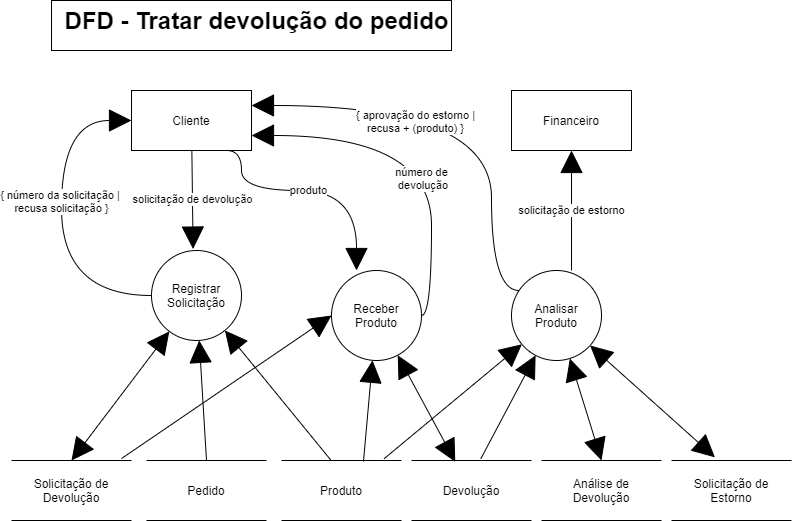 DFD - Tratar devolução do pedido
Cliente
Financeiro
{ aprovação do estorno |
recusa + (produto) }
número de
devolução
{ número da solicitação |
recusa solicitação }
solicitação de devolução
produto
solicitação de estorno
Registrar
Solicitação
Receber
Produto
Analisar
Produto
Solicitação de
Devolução
Pedido
Produto
Devolução
Análise de
Devolução
Solicitação de
Estorno